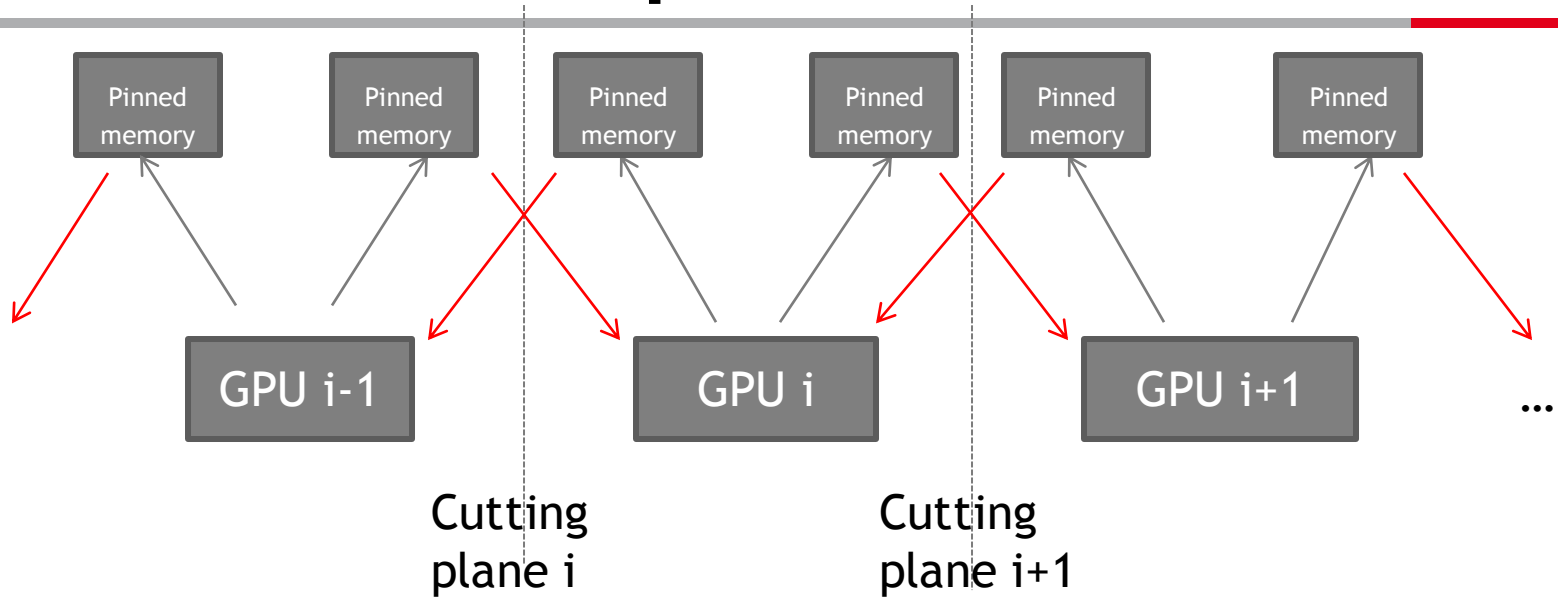 Pinned
memory
Pinned
memory
Pinned
memory
Pinned
memory
Pinned
memory
Pinned
memory
GPU i-1
GPU i
GPU i+1
…
Cutting
plane i
Cutting
plane i+1